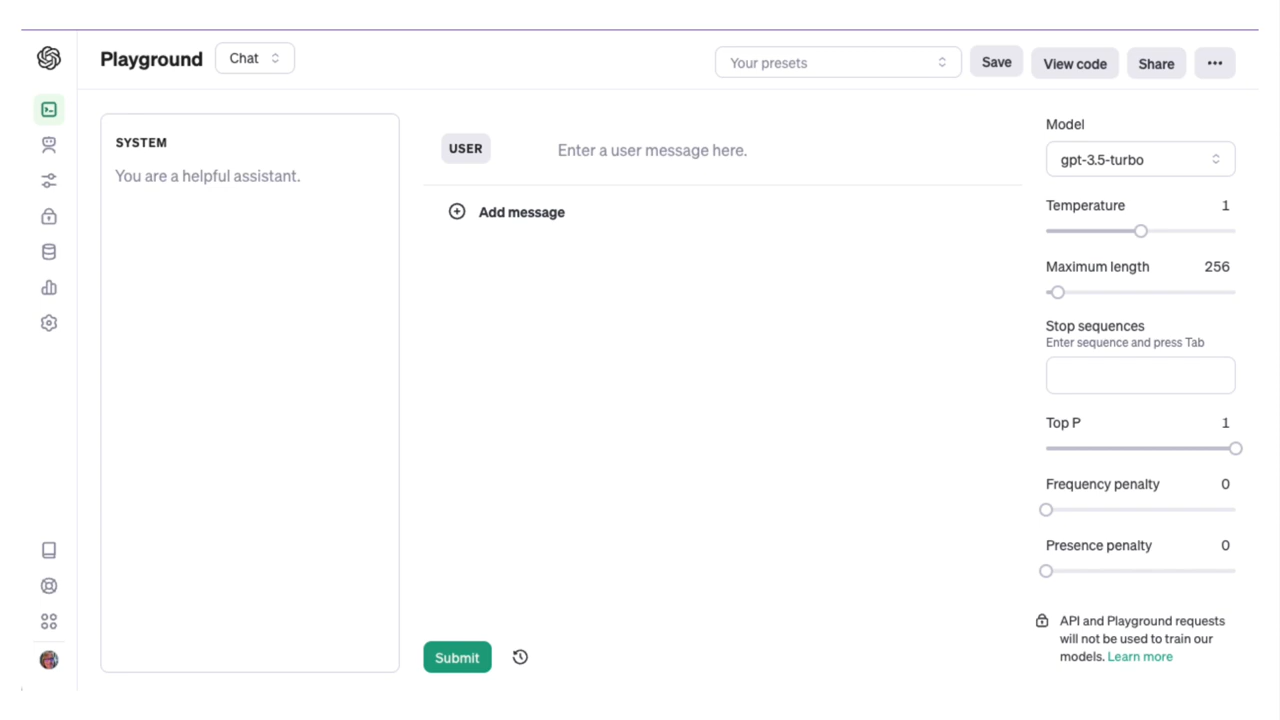 Playground
Chat
Your presets
Save
View code
Share
SYSTEM
You are a helpful assistant.
USER
Enter a user message here.
Add message
Submit
Model
gpt-3.5-turbo
Temperature 1
Maximum length 256
Stop sequences
Enter sequence and press Tab
Top P 1
Frequency penalty 0
Presence penalty 0
API and Playground requests
will not be used to train our
models. Learn more